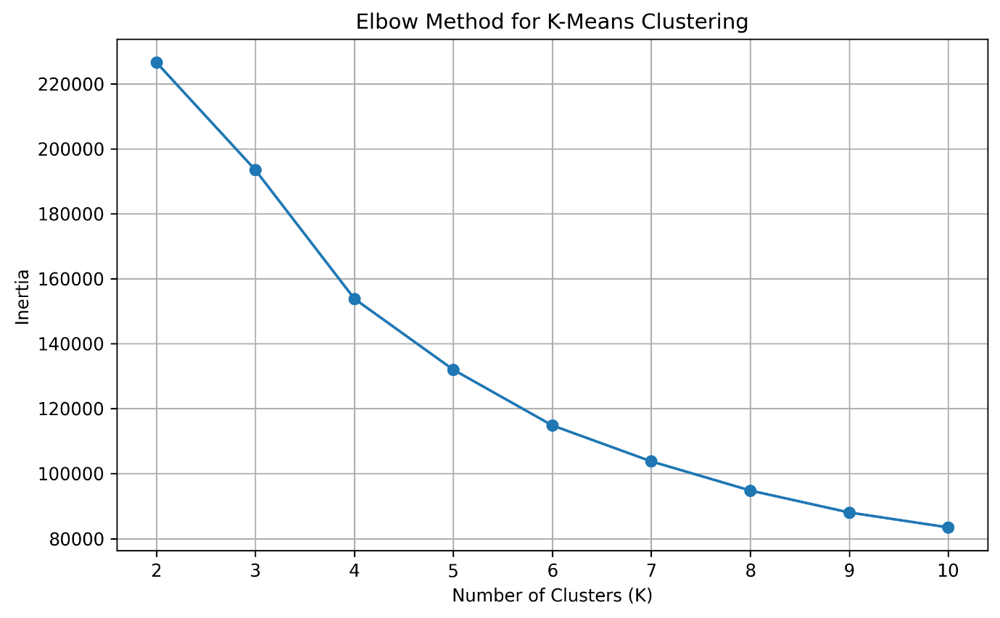 Elbow Method for K-Means Clustering
220000
200000
180000
160000
140000
120000
100000
80000
Inertia
2 3 4 5 6 7 8 9 10
Number of Clusters (K)